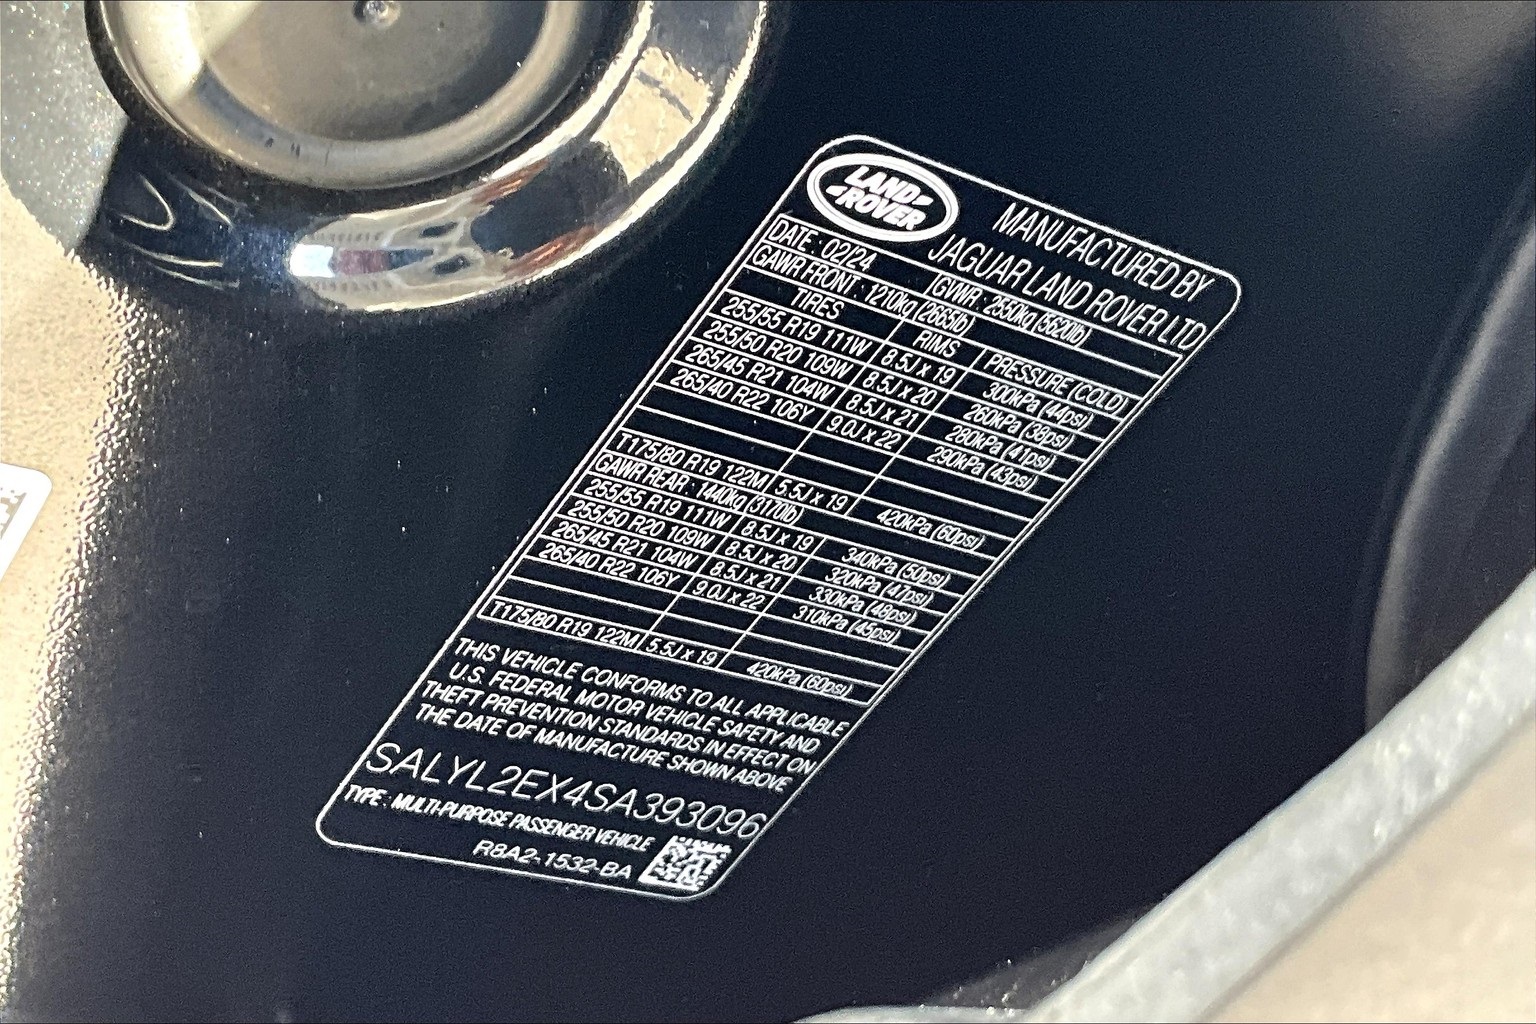 LAND ROVER
MANUFACTURED BY
JAGUAR LAND ROVER LTD
DATE : 02/24 GVWR 2550kg (5620lb)
GAWR FRONT : 1210kg (2665lb)
TIRES RIMS PRESSURE (COLD)
255/55 R19 111W 8.5J x 19 300kPa (44psi)
255/50 R20 109W 8.5J x 20 260kPa (38psi)
265/45 R21 104W 8.5J x 21 280kPa (41psi)
265/40 R22 106Y 9.0J x 22 290kPa (43psi)
T175/80 R19 122M 5.5J x 19 420kPa (60psi)
GAWR REAR : 1440kg (3170lb)
255/55 R19 111W 8.5J x 19 340kPa (50psi)
255/50 R20 109W 8.5J x 20 320kPa (47psi)
265/45 R21 104W 8.5J x 21 330kPa (48psi)
265/40 R22 106Y 9.0J x 22 310kPa (45psi)
T175/80 R19 122M 5.5J x 19 420kPa (60psi)
THIS VEHICLE CONFORMS TO ALL APPLICABLE
U.S. FEDERAL MOTOR VEHICLE SAFETY AND
THEFT PREVENTION STANDARDS IN EFFECT ON
THE DATE OF MANUFACTURE SHOWN ABOVE
SALYL2EX4SA393096
TYPE : MULTI-PURPOSE PASSENGER VEHICLE
R8A2-1532-BA